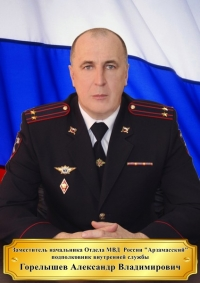 Заместитель начальника Отдела МВД России "Арзамасский"
подполковник внутренней службы
Горелышев Александр Владимирович